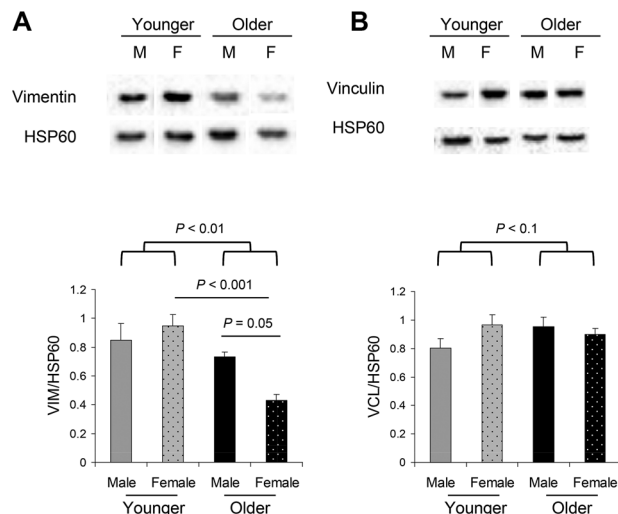 A
Younger Older
M F M F
Vimentin
HSP60
P < 0.01
P < 0.001
P = 0.05
VIM/HSP60
1.2
1
0.8
0.6
0.4
0.2
0
Male Female Male Female
Younger Older
B
Younger Older
M F M F
Vinculin
HSP60
P < 0.1
VCL/HSP60
1.2
1
0.8
0.6
0.4
0.2
0
Male Female Male Female
Younger Older